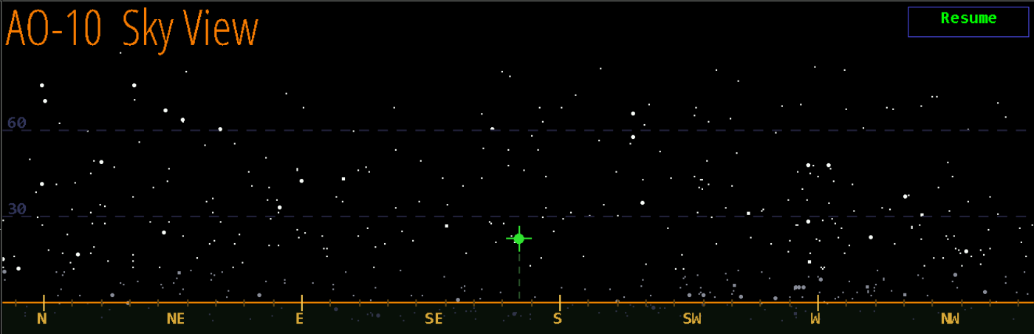 AO-10 Sky View
Resume
60
30
N NE E SE S SW W NW